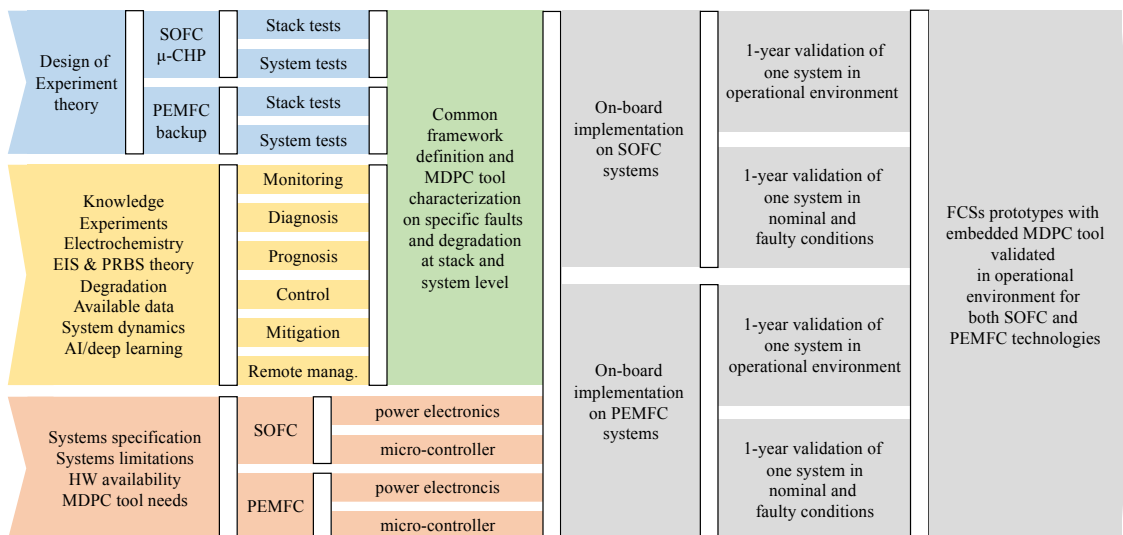 Design of
Experiment
theory
SOFC
μ-CHP
PEMFC
backup
Stack tests
System tests
Stack tests
System tests
Knowledge
Experiments
Electrochemistry
EIS & PRBS theory
Degradation
Available data
System dynamics
AI/deep learning
Monitoring
Diagnosis
Prognosis
Control
Mitigation
Remote manag.
Common
framework
definition and
MDPC tool
characterization
on specific faults
and degradation
at stack and
system level
Systems specification
Systems limitations
HW availability
MDPC tool needs
SOFC
power electronics
micro-controller
PEMFC
power electroncis
micro-controller
On-board
implementation
on SOFC
systems
1-year validation of
one system in
operational environment
1-year validation of
one system in
nominal and
faulty conditions
On-board
implementation
on PEMFC
systems
1-year validation of
one system in
operational environment
1-year validation of
one system in
nominal and
faulty conditions
FCSs prototypes with
embedded MDPC tool
validated
in operational
environment for
both SOFC and
PEMFC technologies